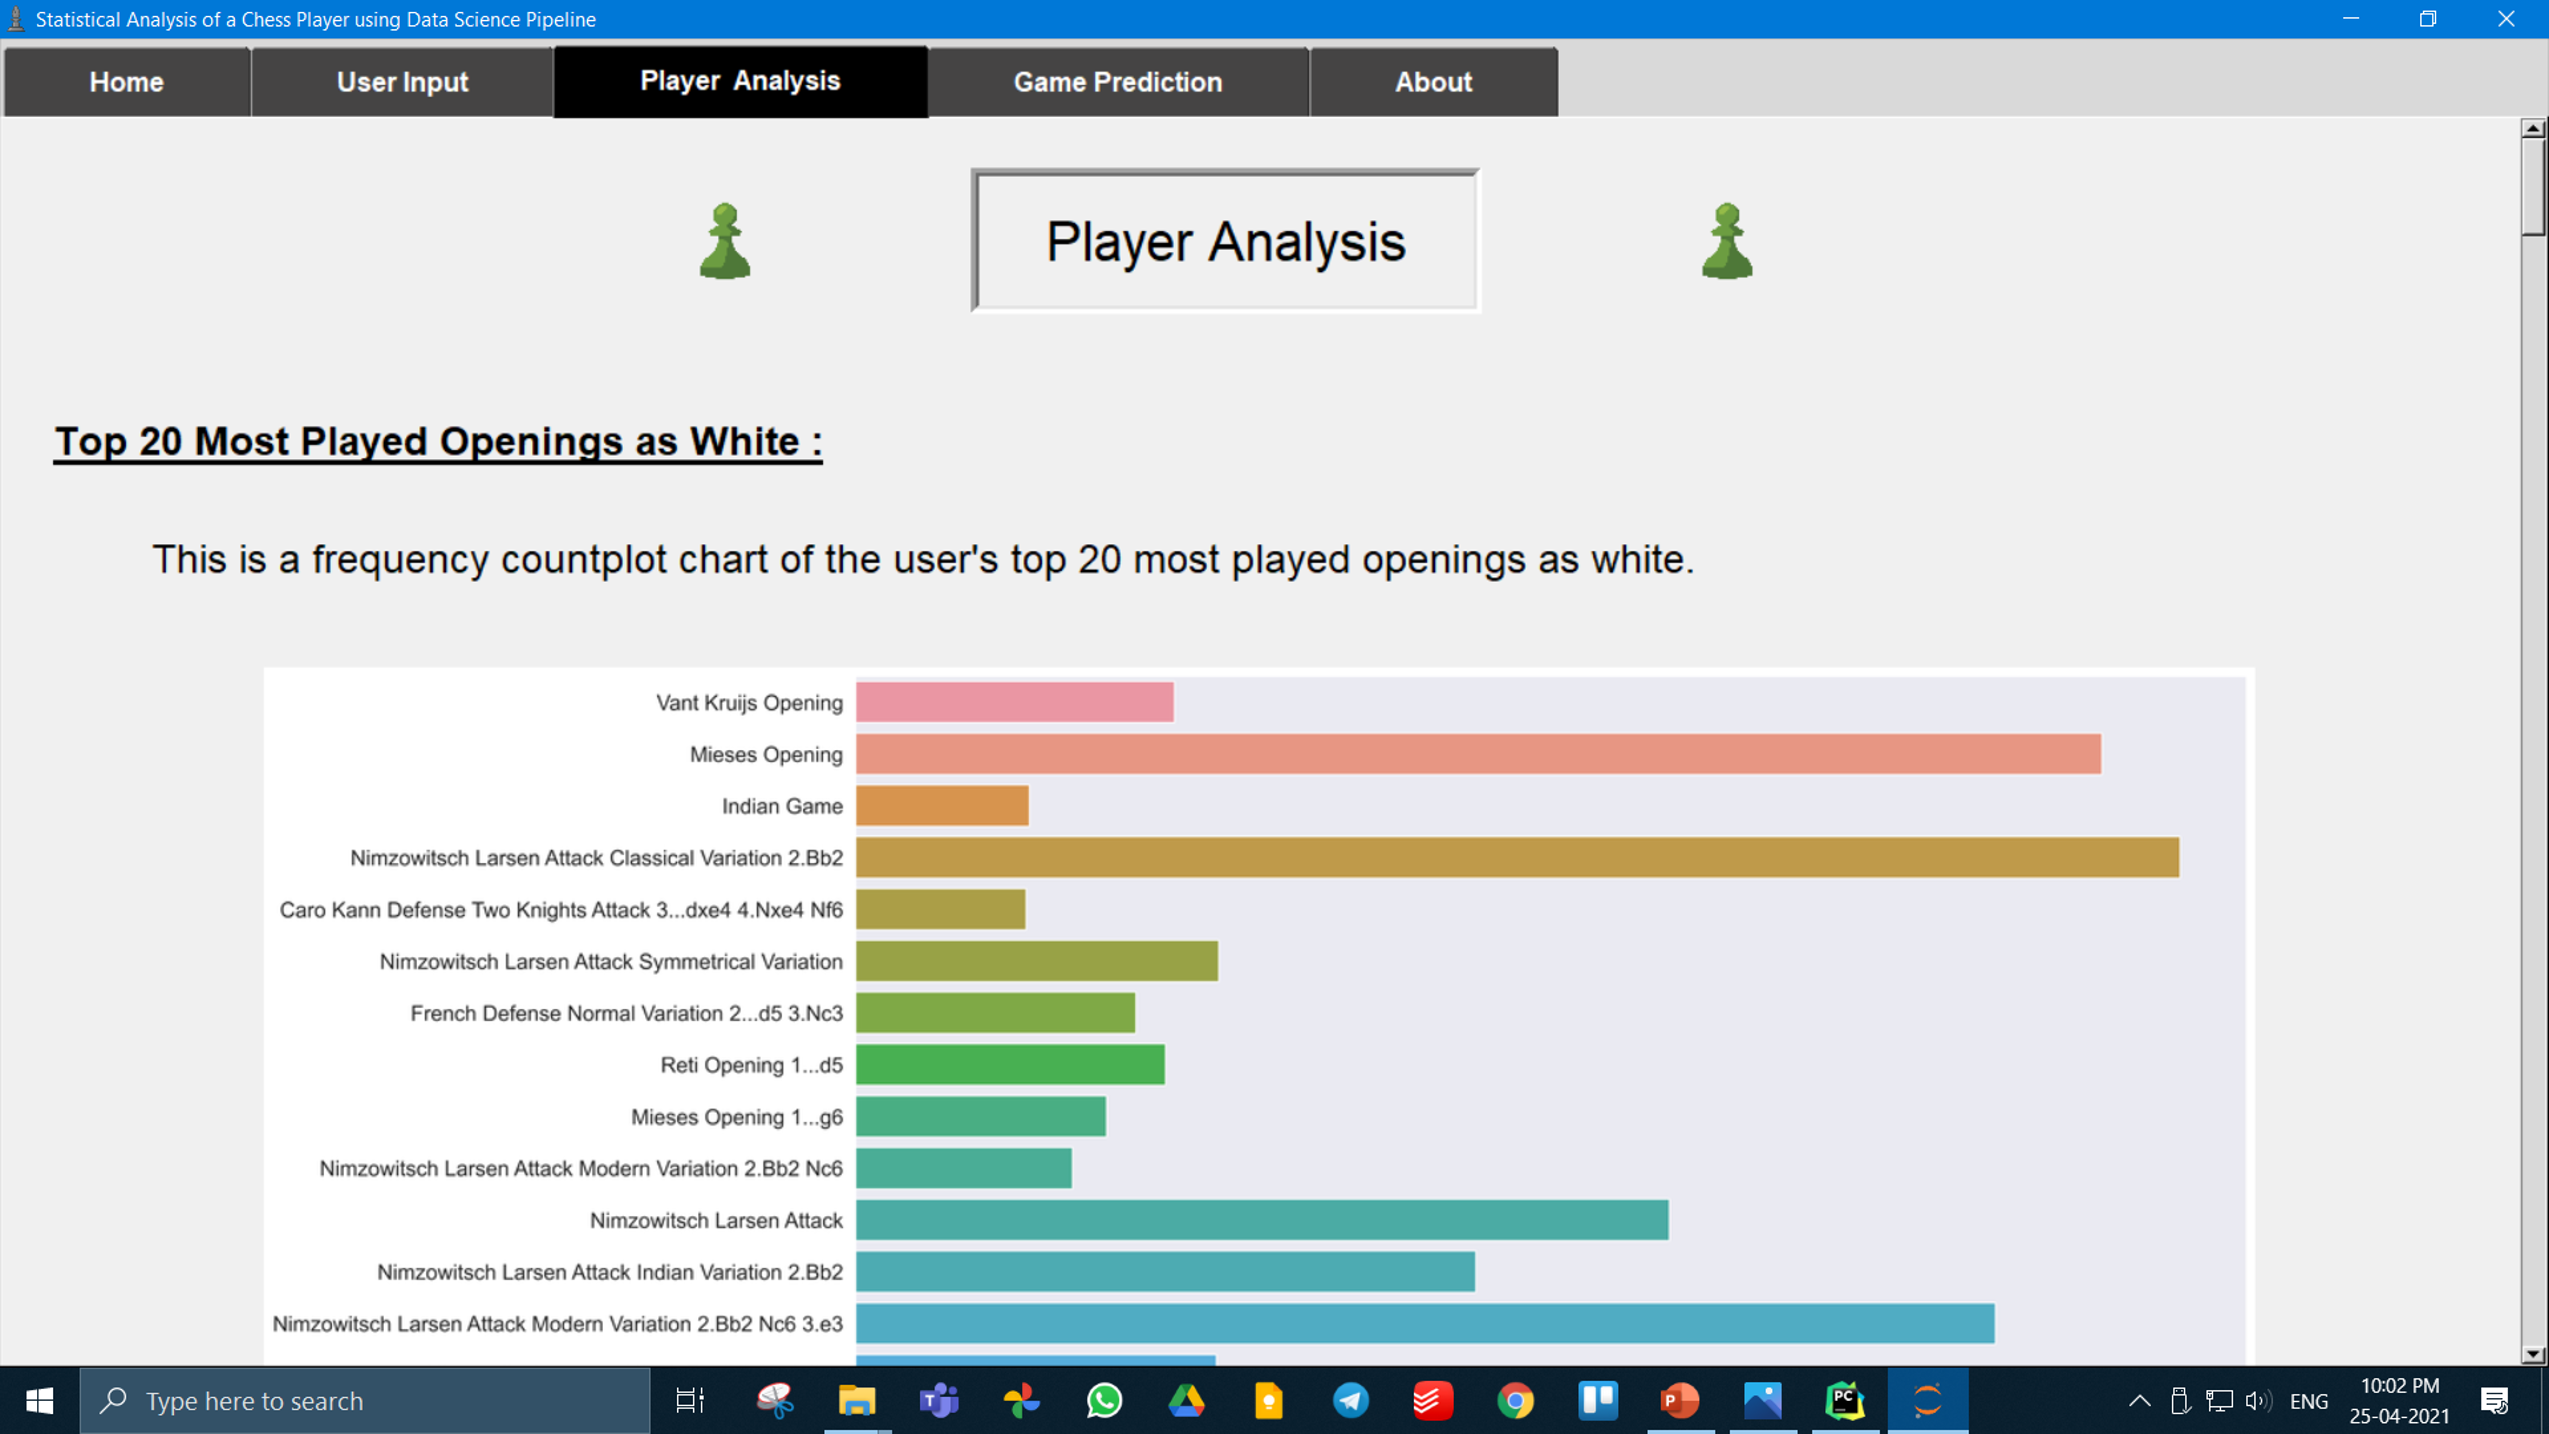 Statistical Analysis of a Chess Player using Data Science Pipeline
Home
User Input
Player  Analysis
Game Prediction
About
Player Analysis
Top 20 Most Played Openings as White :
This is a frequency countplot chart of the user's top 20 most played openings as white.
Vant Kruijs Opening
Mieses Opening
Indian Game
Nimzowitsch Larsen Attack Classical Variation 2.Bb2
Caro Kann Defense Two Knights Attack 3...dxe4 4.Nxe4 Nf6
Nimzowitsch Larsen Attack Symmetrical Variation
French Defense Normal Variation 2...d5 3.Nc3
Reti Opening 1...d5
Mieses Opening 1...g6
Nimzowitsch Larsen Attack Modern Variation 2.Bb2 Nc6
Nimzowitsch Larsen Attack
Nimzowitsch Larsen Attack Indian Variation 2.Bb2
Nimzowitsch Larsen Attack Modern Variation 2.Bb2 Nc6 3.e3
Type here to search
T
P
PC
ENG
10:02 PM
25-04-2021